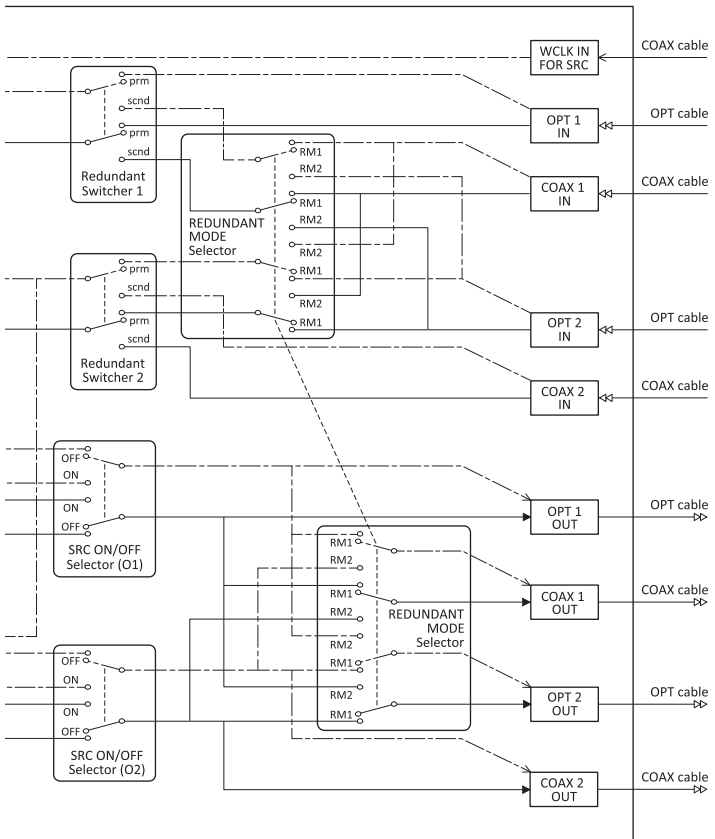 WCLK IN
FOR SRC
COAX cable
prm
scnd
prm
scnd
Redundant
Switcher 1
OPT 1
IN
OPT cable
RM1
RM2
RM1
RM2
RM2
RM1
RM2
RM1
REDUNDANT
MODE
Selector
COAX 1
IN
COAX cable
prm
scnd
prm
scnd
Redundant
Switcher 2
OPT 2
IN
OPT cable
COAX 2
IN
COAX cable
OFF
ON
ON
OFF
SRC ON/OFF
Selector (O1)
OPT 1
OUT
OPT cable
RM1
RM2
RM1
RM2
RM2
RM1
RM2
RM1
REDUNDANT
MODE
Selector
COAX 1
OUT
COAX cable
OFF
ON
ON
OFF
SRC ON/OFF
Selector (O2)
OPT 2
OUT
OPT cable
COAX 2
OUT
COAX cable